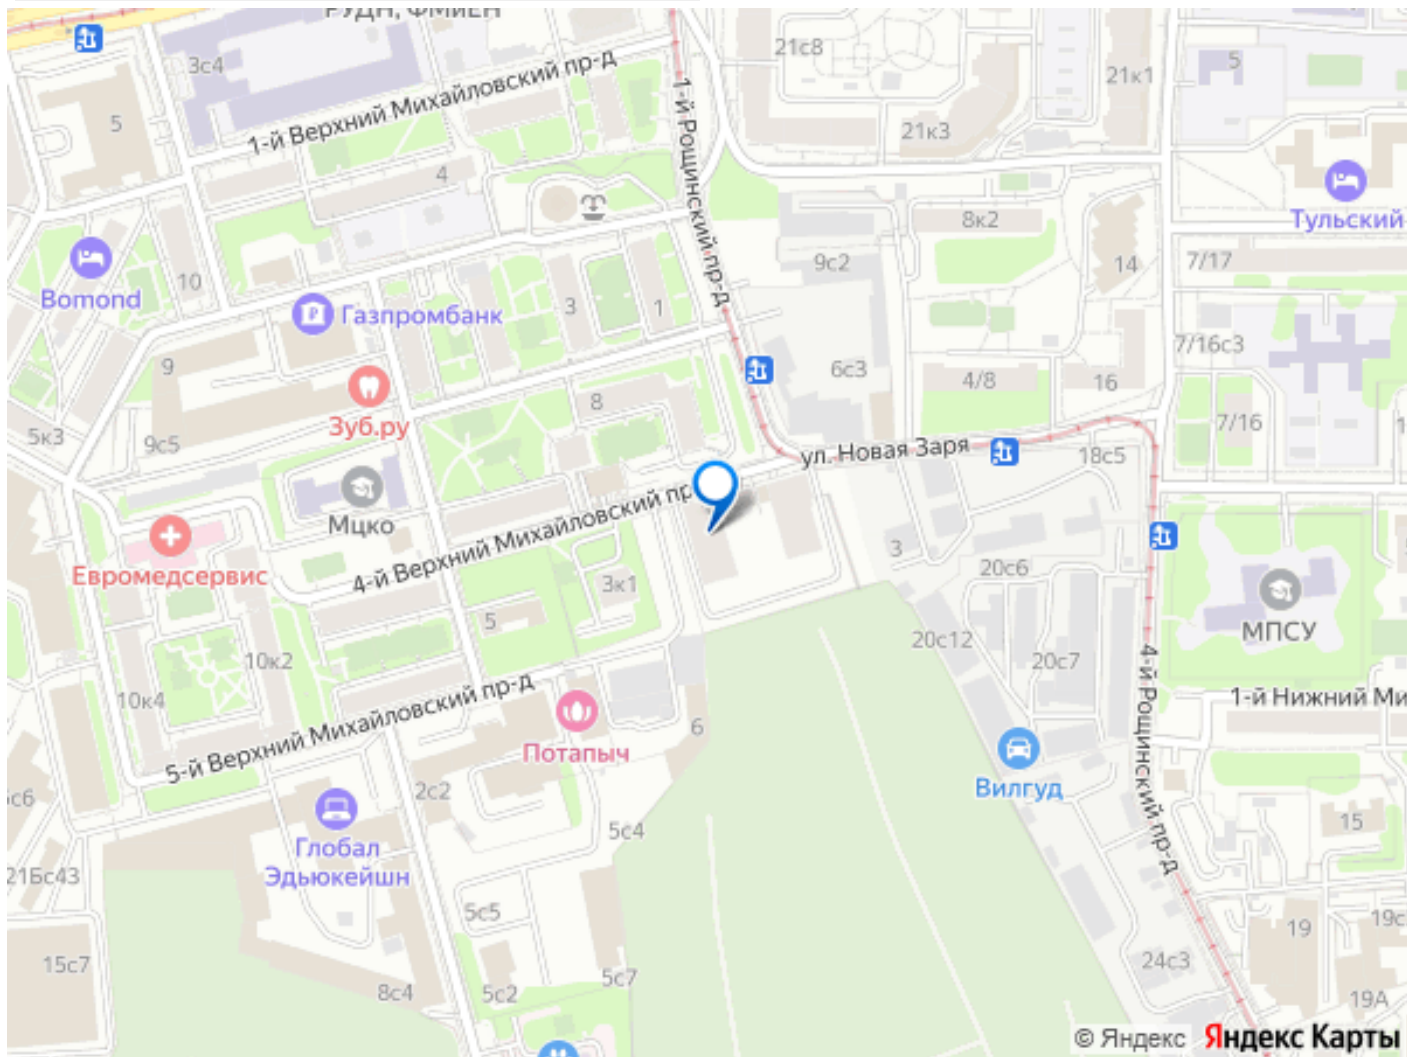 РУДН, ФМиЕН
3с4
1-й Верхний Михайловский пр-д
5
4
10
Bomond
Газпромбанк
3
1
9
Зуб.ру
5к3
9с5
8
Мцко
Евромедсервис
4-й Верхний Михайловский пр
3к1
5
10к2
10к4
5-й Верхний Михайловский пр-д
Потапыч
6
2с2
Глобал
Эдьюкейшн
5с4
21Бс43
5с5
15с7
8с4
5с2
5с7
1-й Рощинский пр-д
21с8
21к3
21к1
5
Тульский
8к2
9с2
14
7/17
7/16с3
6с3
4/8
16
7/16
ул. Новая Заря
18с5
3
20с6
20с12
20с7
МПСУ
4-й Рощинский пр-д
1-й Нижний Ми
Вилгуд
15
19
19с
24с3
19А
© Яндекс Яндекс Карты